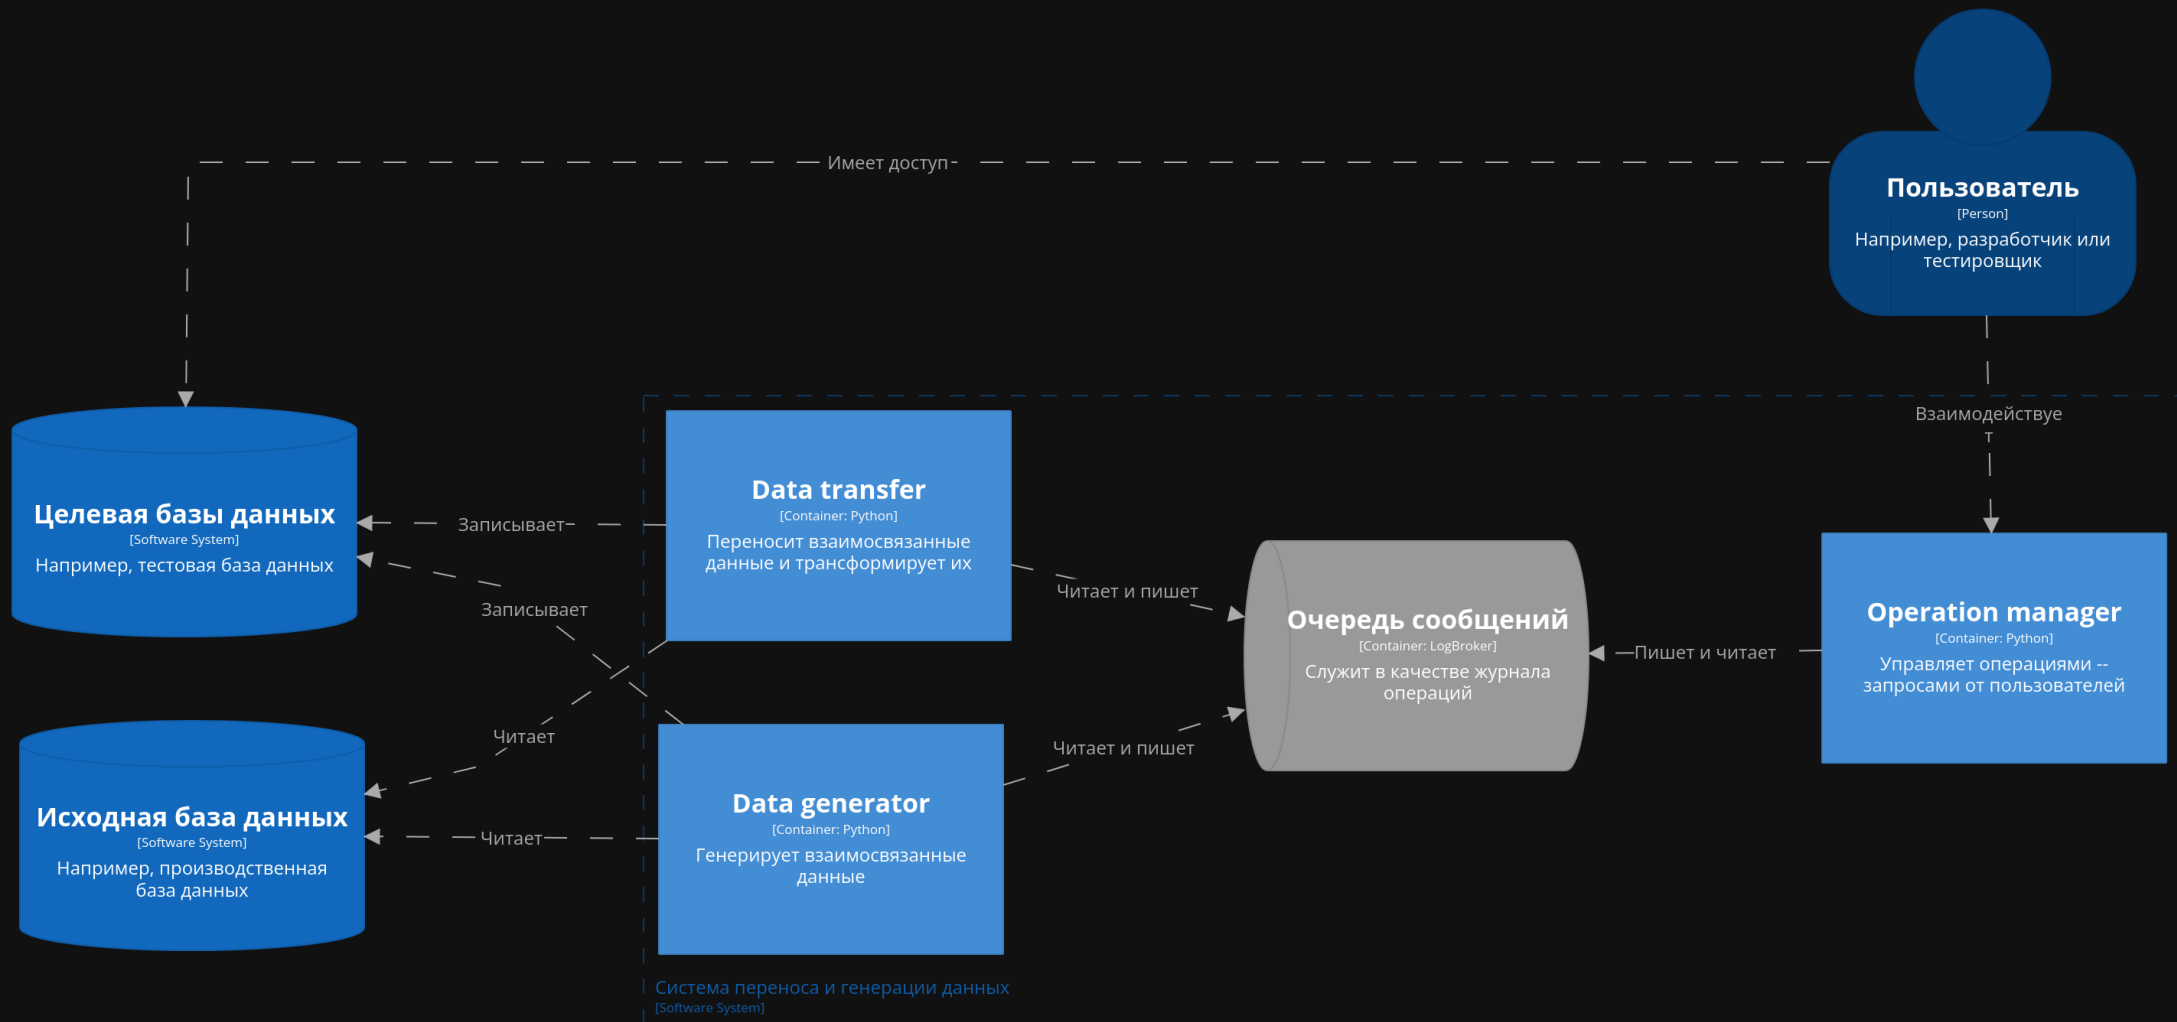 Имеет доступ
Пользователь
[Person]
Например, разработчик или
тестировщик
Взаимодействуе
т
Целевая базы данных
[Software System]
Например, тестовая база данных
Записывает
Записывает
Data transfer
[Container: Python]
Переносит взаимосвязанные
данные и трансформирует их
Читает и пишет
Очередь сообщений
[Container: LogBroker]
Служит в качестве журнала
операций
Пишет и читает
Operation manager
[Container: Python]
Управляет операциями --
запросами от пользователей
Исходная база данных
[Software System]
Например, производственная
база данных
Читает
Читает
Data generator
[Container: Python]
Генерирует взаимосвязанные
данные
Читает и пишет
Система переноса и генерации данных
[Software System]